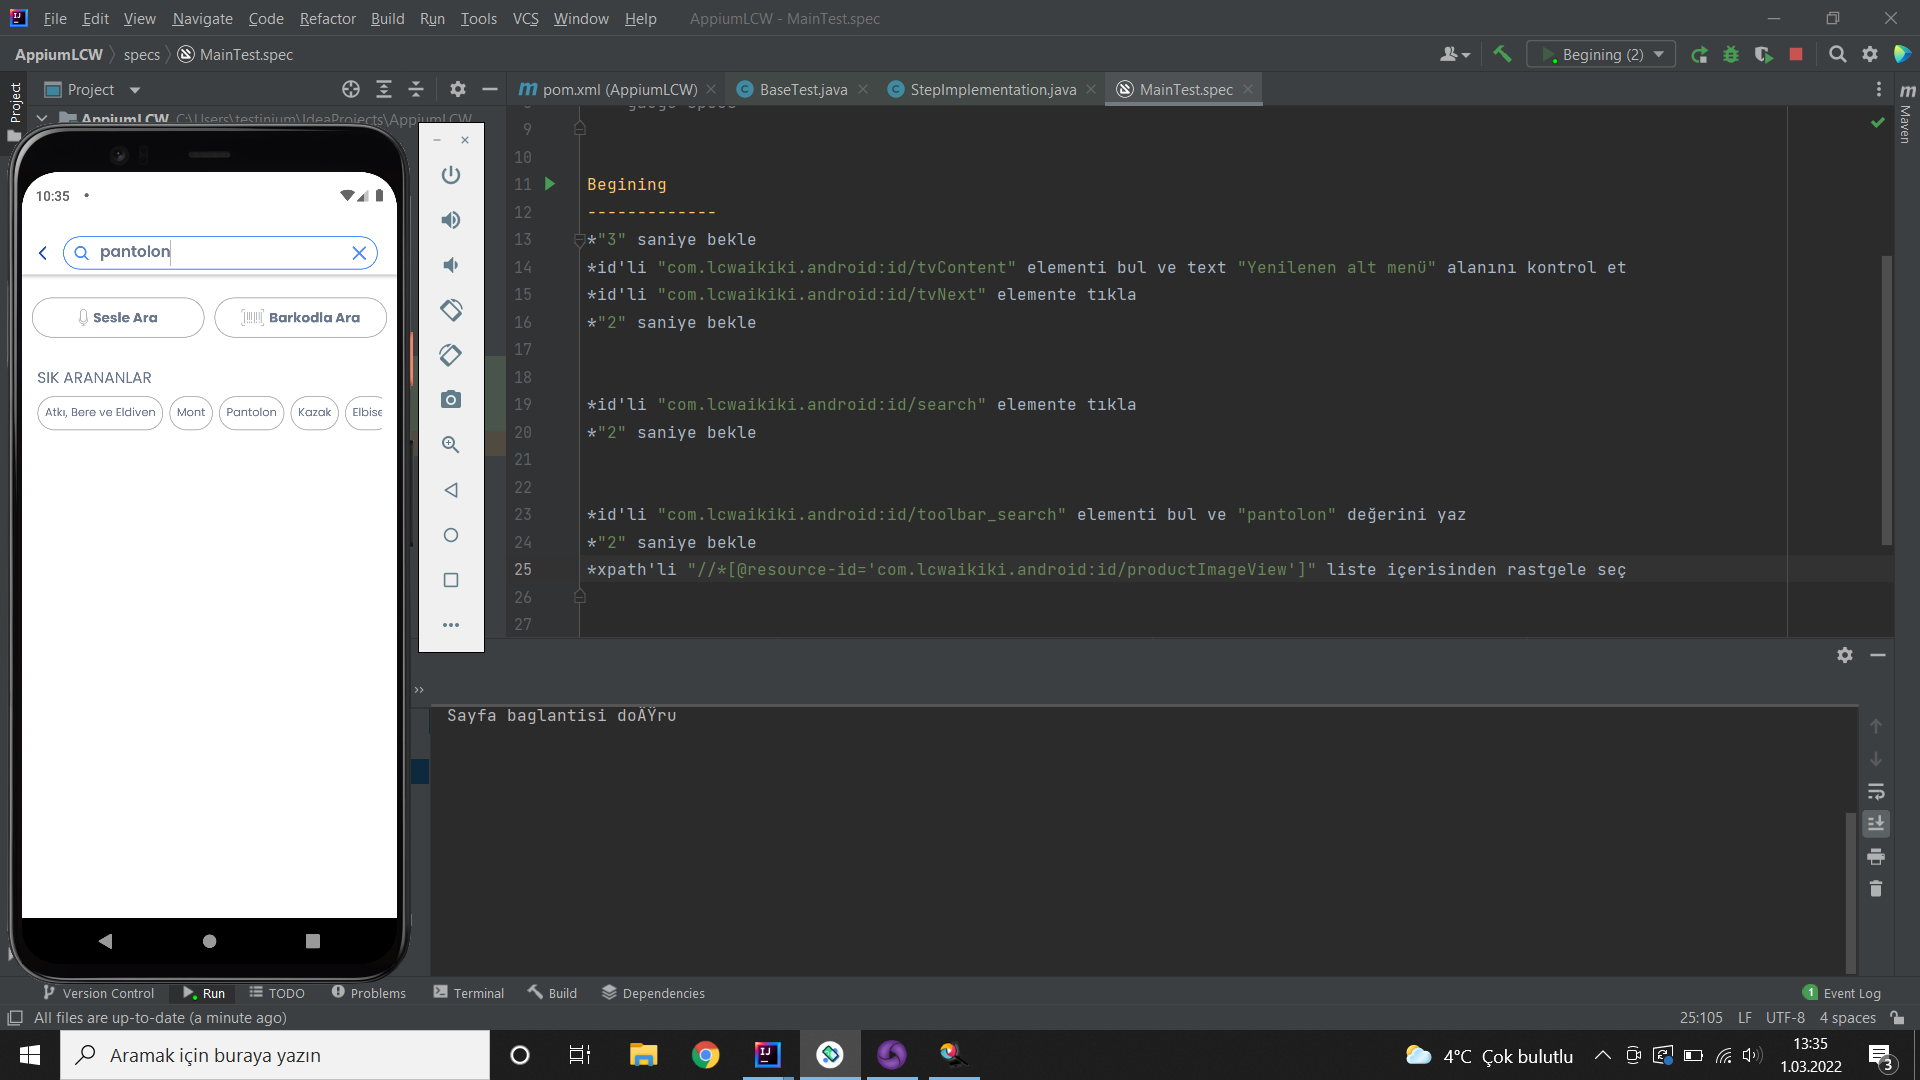 File Edit View Navigate Code Refactor Build Run Tools VCS Window Help AppiumLCW - MainTest.spec
AppiumLCW specs MainTest.spec
Begining (2)
Project
Project
pom.xml (AppiumLCW)
BaseTest.java
StepImplementation.java
MainTest.spec
Maven
AppiumLCW C:\Users\testinium\IdeaProjects\AppiumLCW
10:35
pantolon
Sesle Ara
Barkodla Ara
SIK ARANANLAR
Atkı, Bere ve Eldiven
Mont
Pantolon
Kazak
Elbise
9
10
11 Begining
12 -------------
13 *"3" saniye bekle
14 *id'li "com.lcwaikiki.android:id/tvContent" elementi bul ve text "Yenilenen alt menü" alanını kontrol et
15 *id'li "com.lcwaikiki.android:id/tvNext" elemente tıkla
16 *"2" saniye bekle
17
18
19 *id'li "com.lcwaikiki.android:id/search" elemente tıkla
20 *"2" saniye bekle
21
22
23 *id'li "com.lcwaikiki.android:id/toolbar_search" elementi bul ve "pantolon" değerini yaz
24 *"2" saniye bekle
25 *xpath'li "//*[@resource-id='com.lcwaikiki.android:id/productImageView']" liste içerisinden rastgele seç
26
27
Sayfa baglantisi doÄŸru
Version Control Run TODO Problems Terminal Build Dependencies 1 Event Log
All files are up-to-date (a minute ago)
25:105 LF UTF-8 4 spaces
Aramak için buraya yazın
4°C Çok bulutlu
13:35
1.03.2022
3